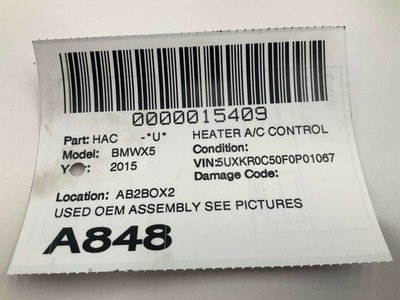 0000015409
Part: HAC -*U* HEATER A/C CONTROL
Model: BMWX5 Condition:
Y r: 2015 VIN:5UXKR0C50F0P01067
Damage Code:
Location: AB2BOX2
USED OEM ASSEMBLY SEE PICTURES
A848